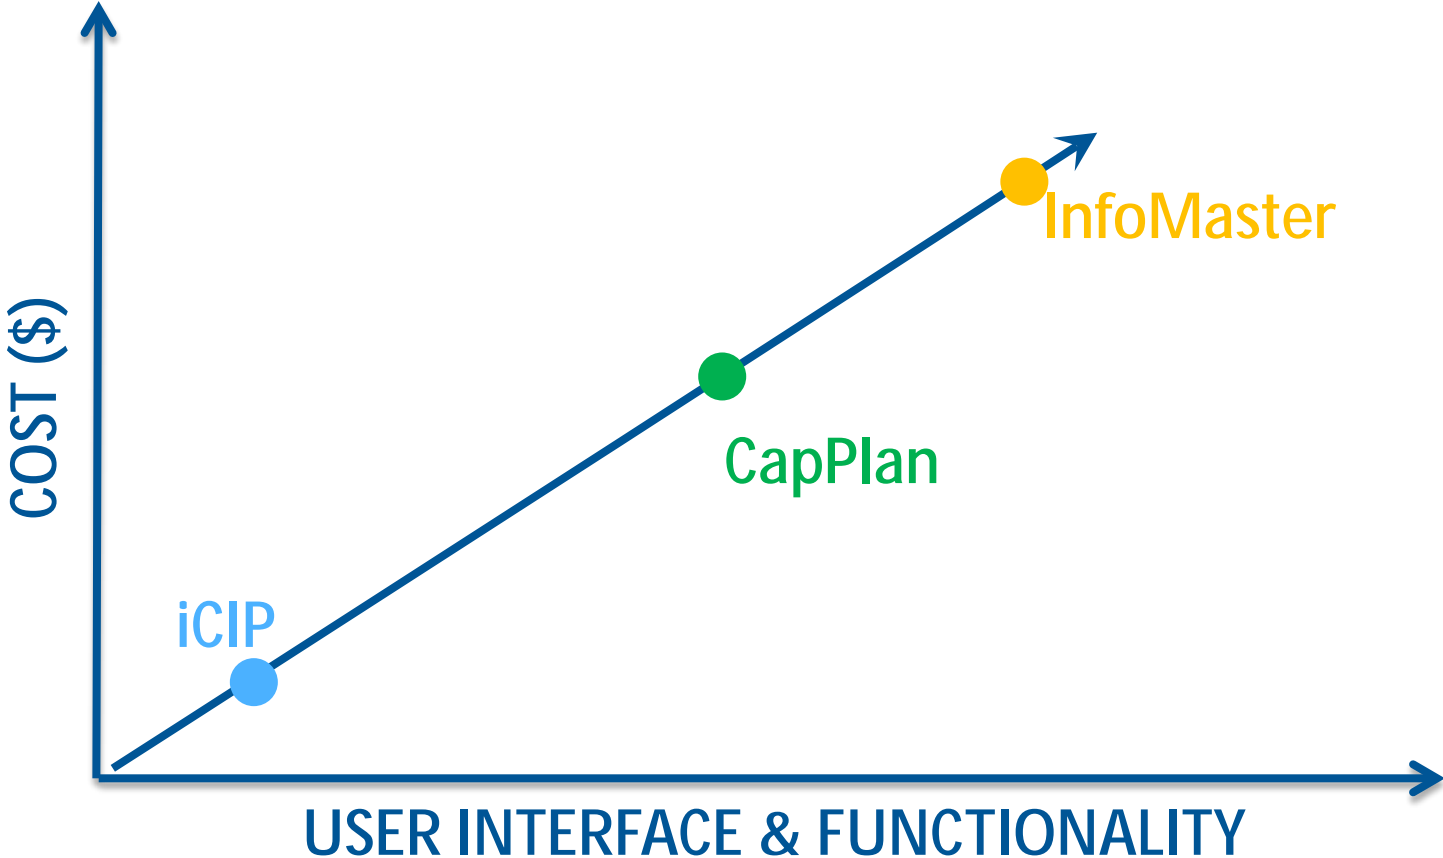 COST ($)
InfoMaster
CapPlan
iCIP
USER INTERFACE & FUNCTIONALITY